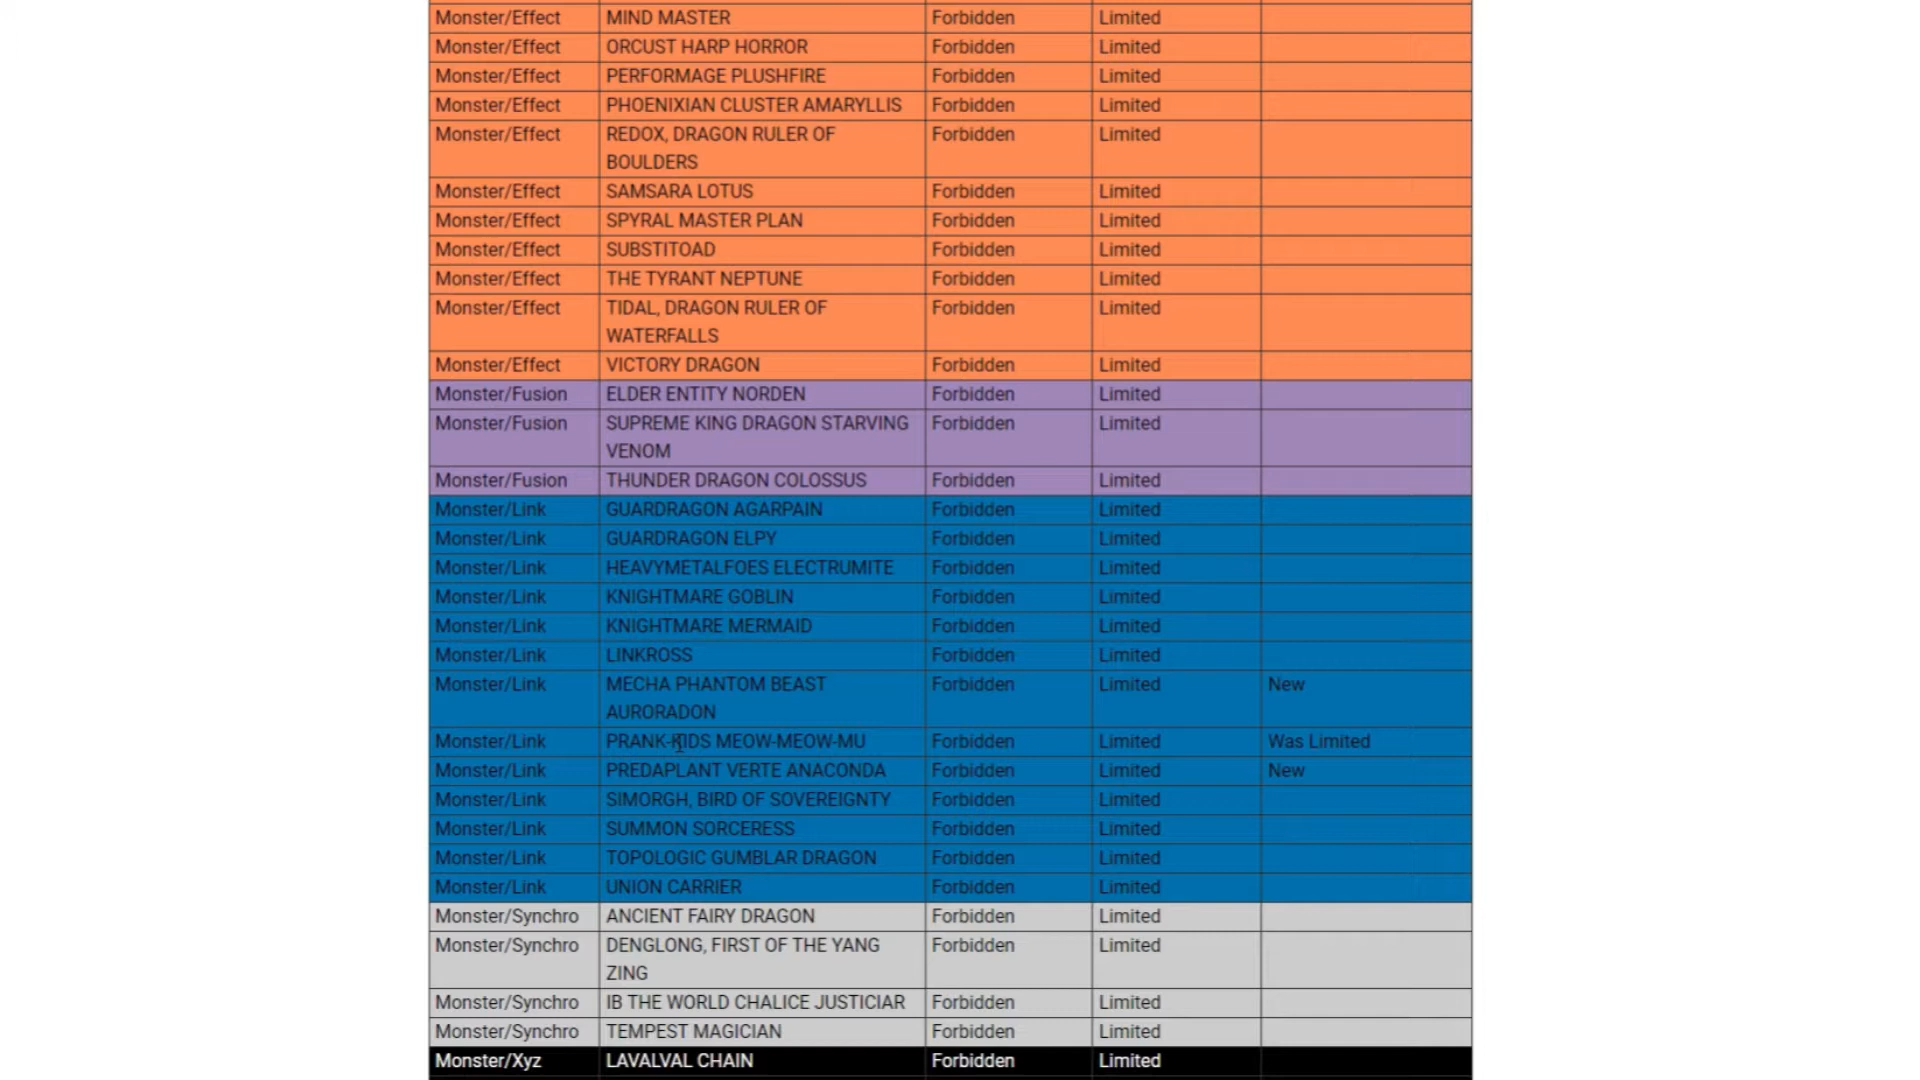 Monster/Effect MIND MASTER Forbidden Limited
Monster/Effect ORCUST HARP HORROR Forbidden Limited
Monster/Effect PERFORMAGE PLUSHFIRE Forbidden Limited
Monster/Effect PHOENIXIAN CLUSTER AMARYLLIS Forbidden Limited
Monster/Effect REDOX, DRAGON RULER OF Forbidden Limited
BOULDERS
Monster/Effect SAMSARA LOTUS Forbidden Limited
Monster/Effect SPYRAL MASTER PLAN Forbidden Limited
Monster/Effect SUBSTITOAD Forbidden Limited
Monster/Effect THE TYRANT NEPTUNE Forbidden Limited
Monster/Effect TIDAL, DRAGON RULER OF Forbidden Limited
WATERFALLS
Monster/Effect VICTORY DRAGON Forbidden Limited
Monster/Fusion ELDER ENTITY NORDEN Forbidden Limited
Monster/Fusion SUPREME KING DRAGON STARVING Forbidden Limited
VENOM
Monster/Fusion THUNDER DRAGON COLOSSUS Forbidden Limited
Monster/Link GUARDRAGON AGARPAIN Forbidden Limited
Monster/Link GUARDRAGON ELPY Forbidden Limited
Monster/Link HEAVYMETALFOES ELECTRUMITE Forbidden Limited
Monster/Link KNIGHTMARE GOBLIN Forbidden Limited
Monster/Link KNIGHTMARE MERMAID Forbidden Limited
Monster/Link LINKROSS Forbidden Limited
Monster/Link MECHA PHANTOM BEAST Forbidden Limited New
AURORADON
Monster/Link PRANK-KIDS MEOW-MEOW-MU Forbidden Limited Was Limited
Monster/Link PREDAPLANT VERTE ANACONDA Forbidden Limited New
Monster/Link SIMORGH, BIRD OF SOVEREIGNTY Forbidden Limited
Monster/Link SUMMON SORCERESS Forbidden Limited
Monster/Link TOPOLOGIC GUMBLAR DRAGON Forbidden Limited
Monster/Link UNION CARRIER Forbidden Limited
Monster/Synchro ANCIENT FAIRY DRAGON Forbidden Limited
Monster/Synchro DENGLONG, FIRST OF THE YANG Forbidden Limited
ZING
Monster/Synchro IB THE WORLD CHALICE JUSTICIAR Forbidden Limited
Monster/Synchro TEMPEST MAGICIAN Forbidden Limited
Monster/Xyz LAVALVAL CHAIN Forbidden Limited